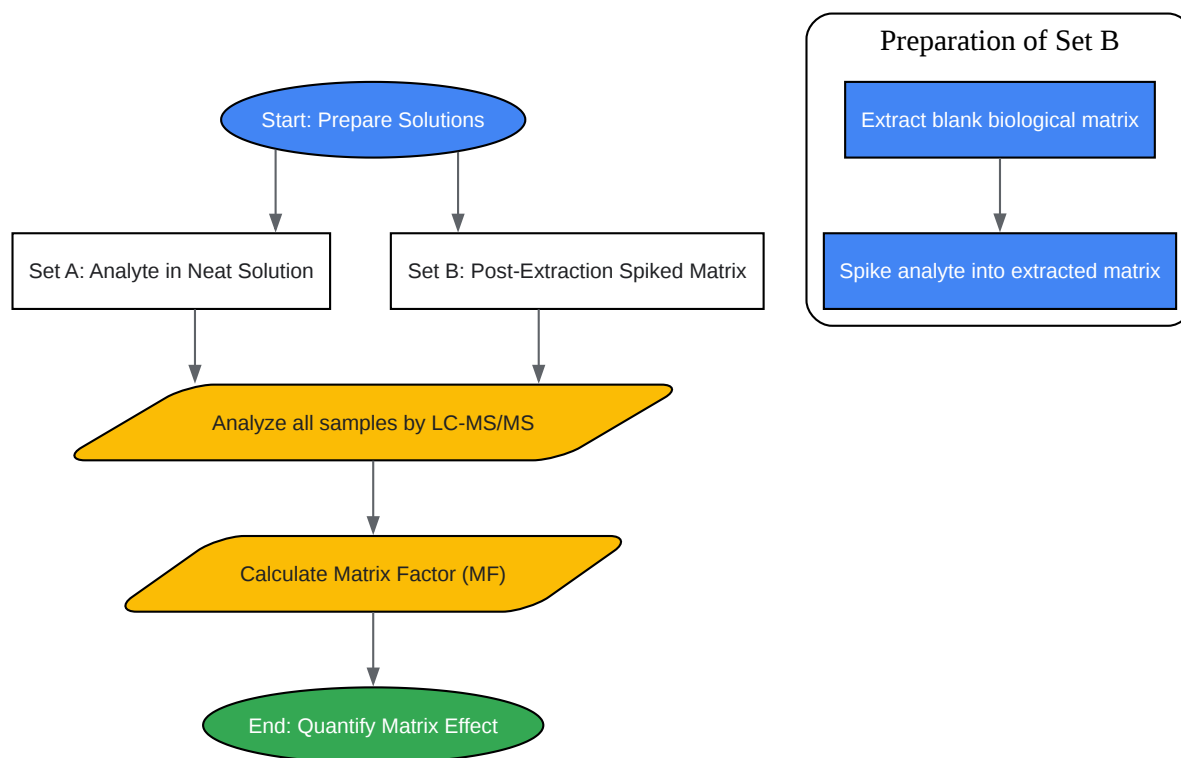 Preparation of Set B
Start: Prepare Solutions
Extract blank biological matrix
Set A: Analyte in Neat Solution
Set B: Post-Extraction Spiked Matrix
Spike analyte into extracted matrix
Analyze all samples by LC-MS/MS
Calculate Matrix Factor (MF)
End: Quantify Matrix Effect